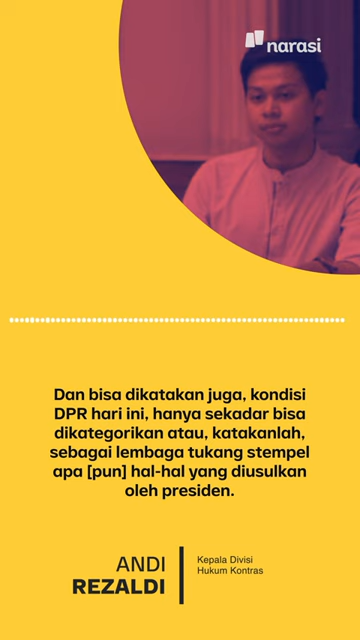 narasi
Dan bisa dikatakan juga, kondisi
DPR hari ini, hanya sekadar bisa
dikategorikan atau, katakanlah,
sebagai lembaga tukang stempel
apa [pun] hal-hal yang diusulkan
oleh presiden.
ANDI
REZALDI
Kepala Divisi
Hukum Kontras